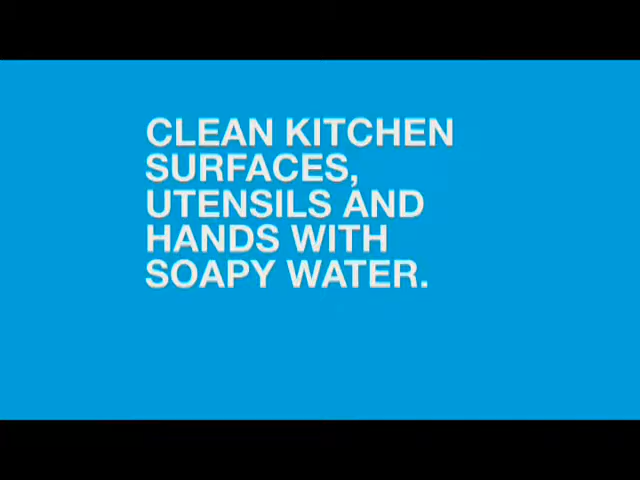 CLEAN KITCHEN
SURFACES,
UTENSILS AND
HANDS WITH
SOAPY WATER.